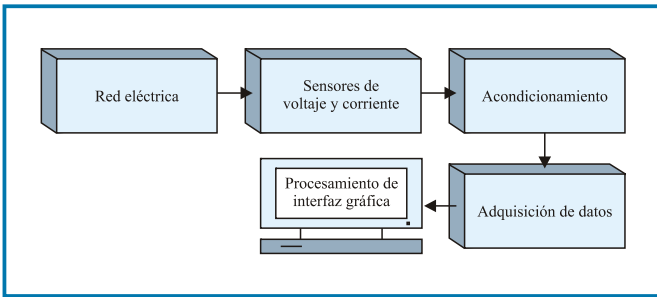 Red eléctrica
Sensores de
voltaje y corriente
Acondicionamiento
Adquisición de datos
Procesamiento de
interfaz gráfica